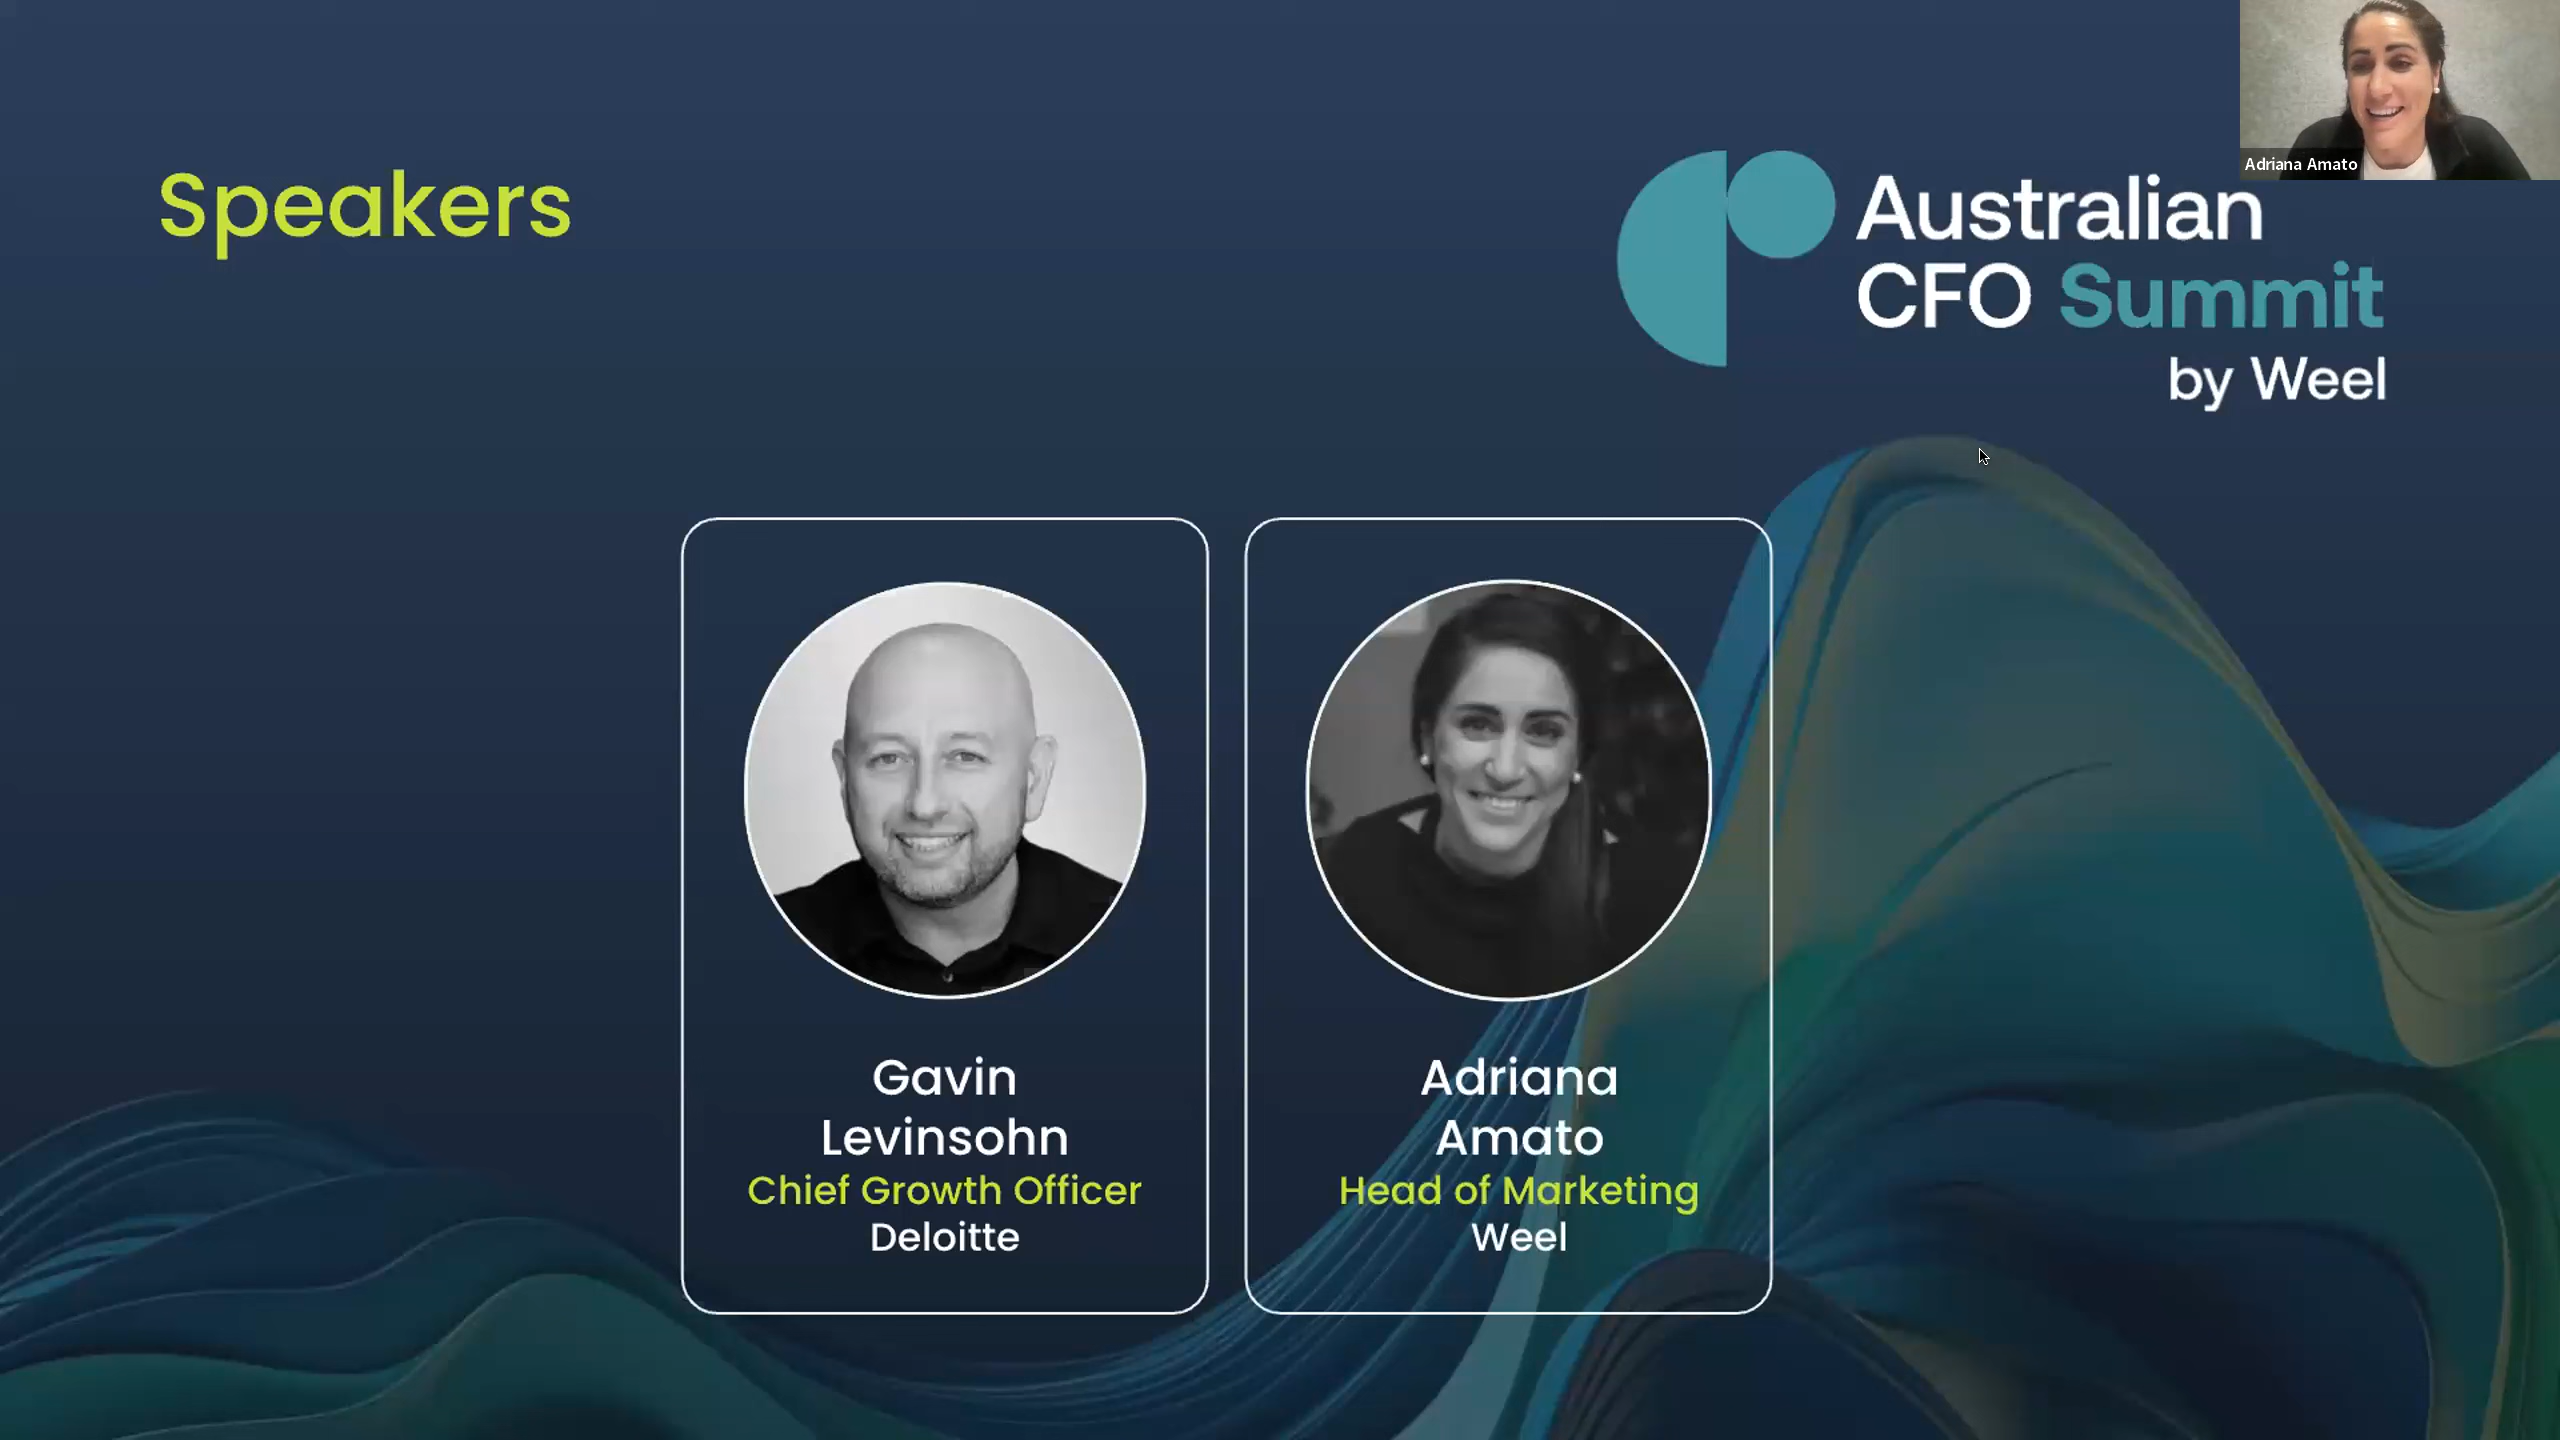 Adriana Amato
Speakers
Australian
CFO Summit
by Weel
Gavin
Levinsohn
Chief Growth Officer
Deloitte
Adriana
Amato
Head of Marketing
Weel